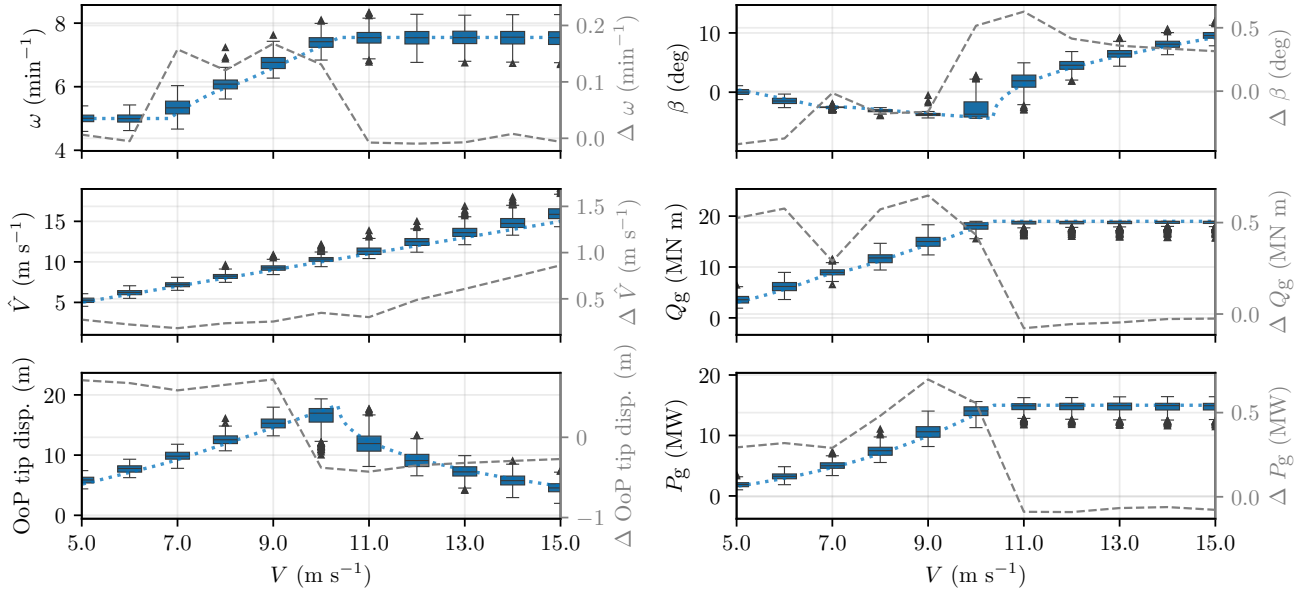 ω (min⁻¹)
8
6
4
0.2
0.1
0.0
Δ ω (min⁻¹)
β (deg)
10
0
0.5
0.0
Δ β (deg)
V̂ (m s⁻¹)
15
10
5
1.5
1.0
0.5
Δ V̂ (m s⁻¹)
Q_g (MN m)
20
10
0
0.5
0.0
Δ Q_g (MN m)
OoP tip disp. (m)
20
10
0
0
−1
Δ OoP tip disp. (m)
5.0 7.0 9.0 11.0 13.0 15.0
V (m s⁻¹)
P_g (MW)
20
10
0
0.5
0.0
Δ P_g (MW)
5.0 7.0 9.0 11.0 13.0 15.0
V (m s⁻¹)